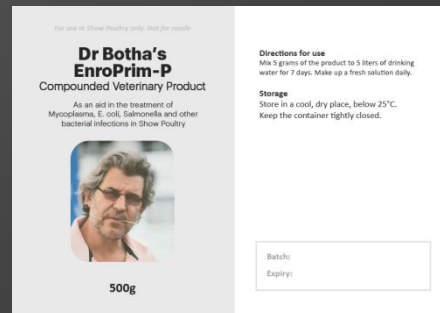 For use in Show Poultry only. Not for resale
Dr Botha's
EnroPrim-P
Compounded Veterinary Product
As an aid in the treatment of
Mycoplasma, E. coli, Salmonella and other
bacterial infections in Show Poultry
500g
Directions for use
Mix 5 grams of the product to 5 liters of drinking
water for 7 days. Make up a fresh solution daily.
Storage
Store in a cool, dry place, below 25°C.
Keep the container tightly closed.
Batch:
Expiry: